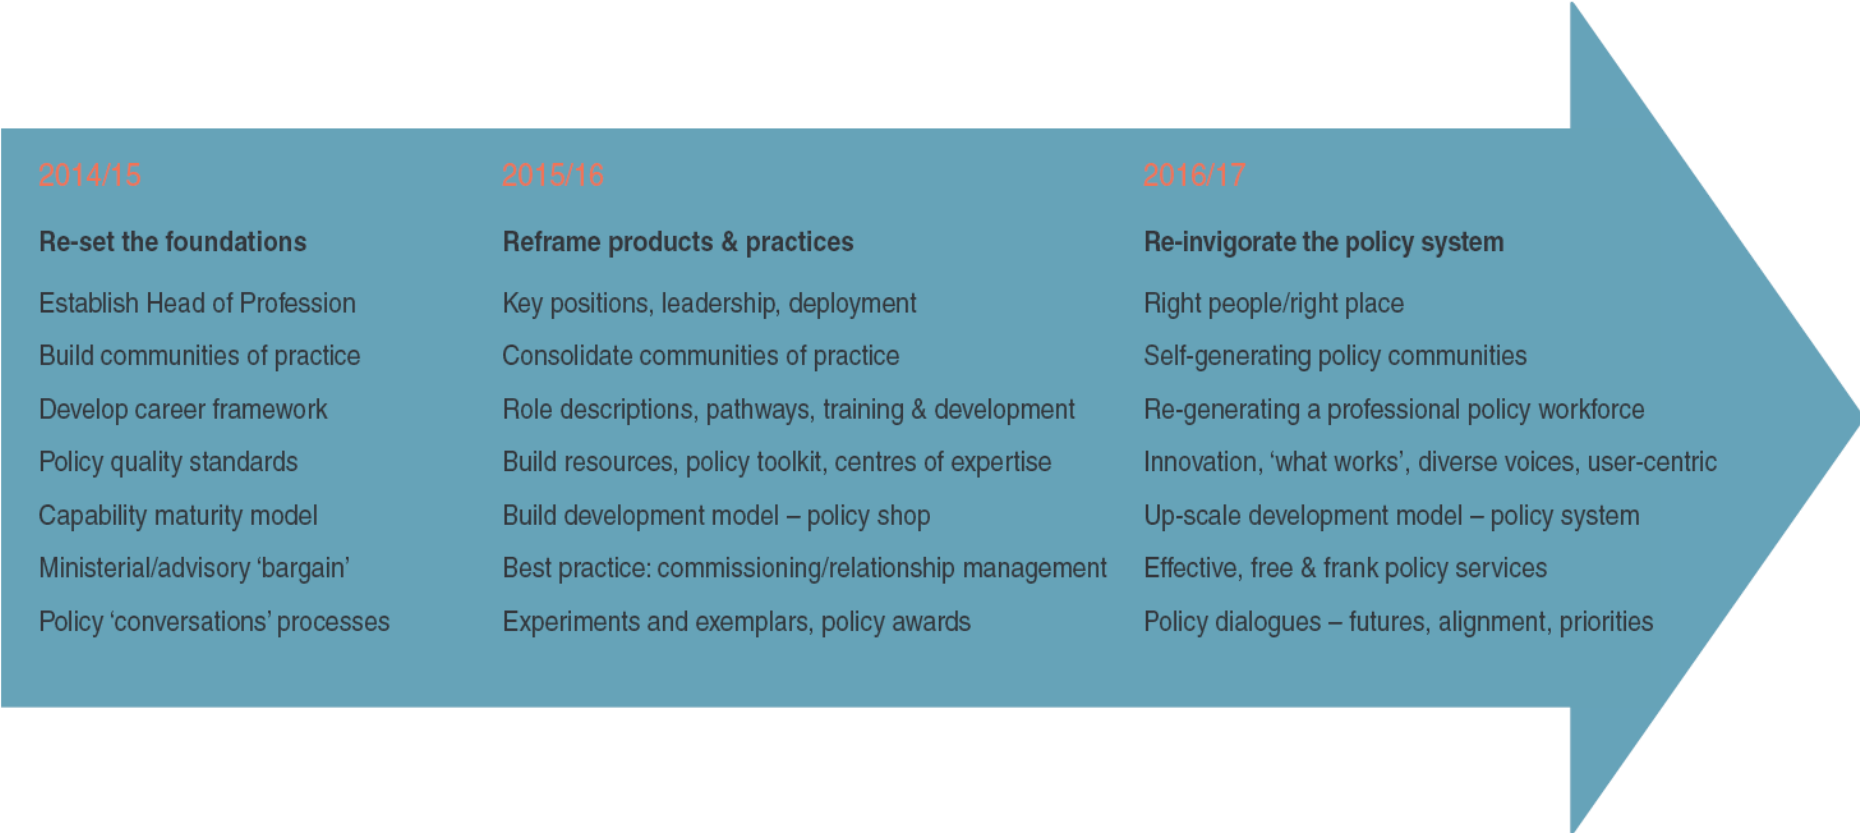 2014/15
Re-set the foundations
Establish Head of Profession
Build communities of practice
Develop career framework
Policy quality standards
Capability maturity model
Ministerial/advisory ‘bargain’
Policy ‘conversations’ processes
2015/16
Reframe products & practices
Key positions, leadership, deployment
Consolidate communities of practice
Role descriptions, pathways, training & development
Build resources, policy toolkit, centres of expertise
Build development model – policy shop
Best practice: commissioning/relationship management
Experiments and exemplars, policy awards
2016/17
Re-invigorate the policy system
Right people/right place
Self-generating policy communities
Re-generating a professional policy workforce
Innovation, ‘what works’, diverse voices, user-centric
Up-scale development model – policy system
Effective, free & frank policy services
Policy dialogues – futures, alignment, priorities